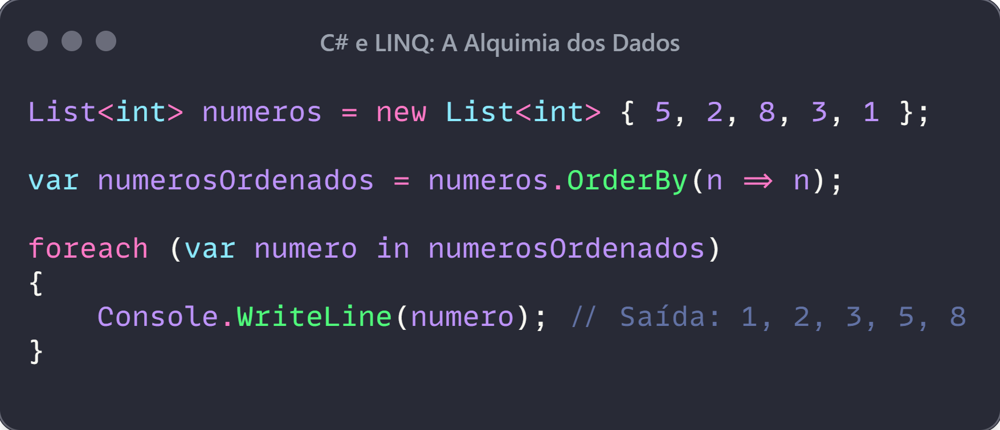 C# e LINQ: A Alquimia dos Dados
List<int> numeros = new List<int> { 5, 2, 8, 3, 1 };
var numerosOrdenados = numeros.OrderBy(n => n);
foreach (var numero in numerosOrdenados)
{
    Console.WriteLine(numero); // Saída: 1, 2, 3, 5, 8
}